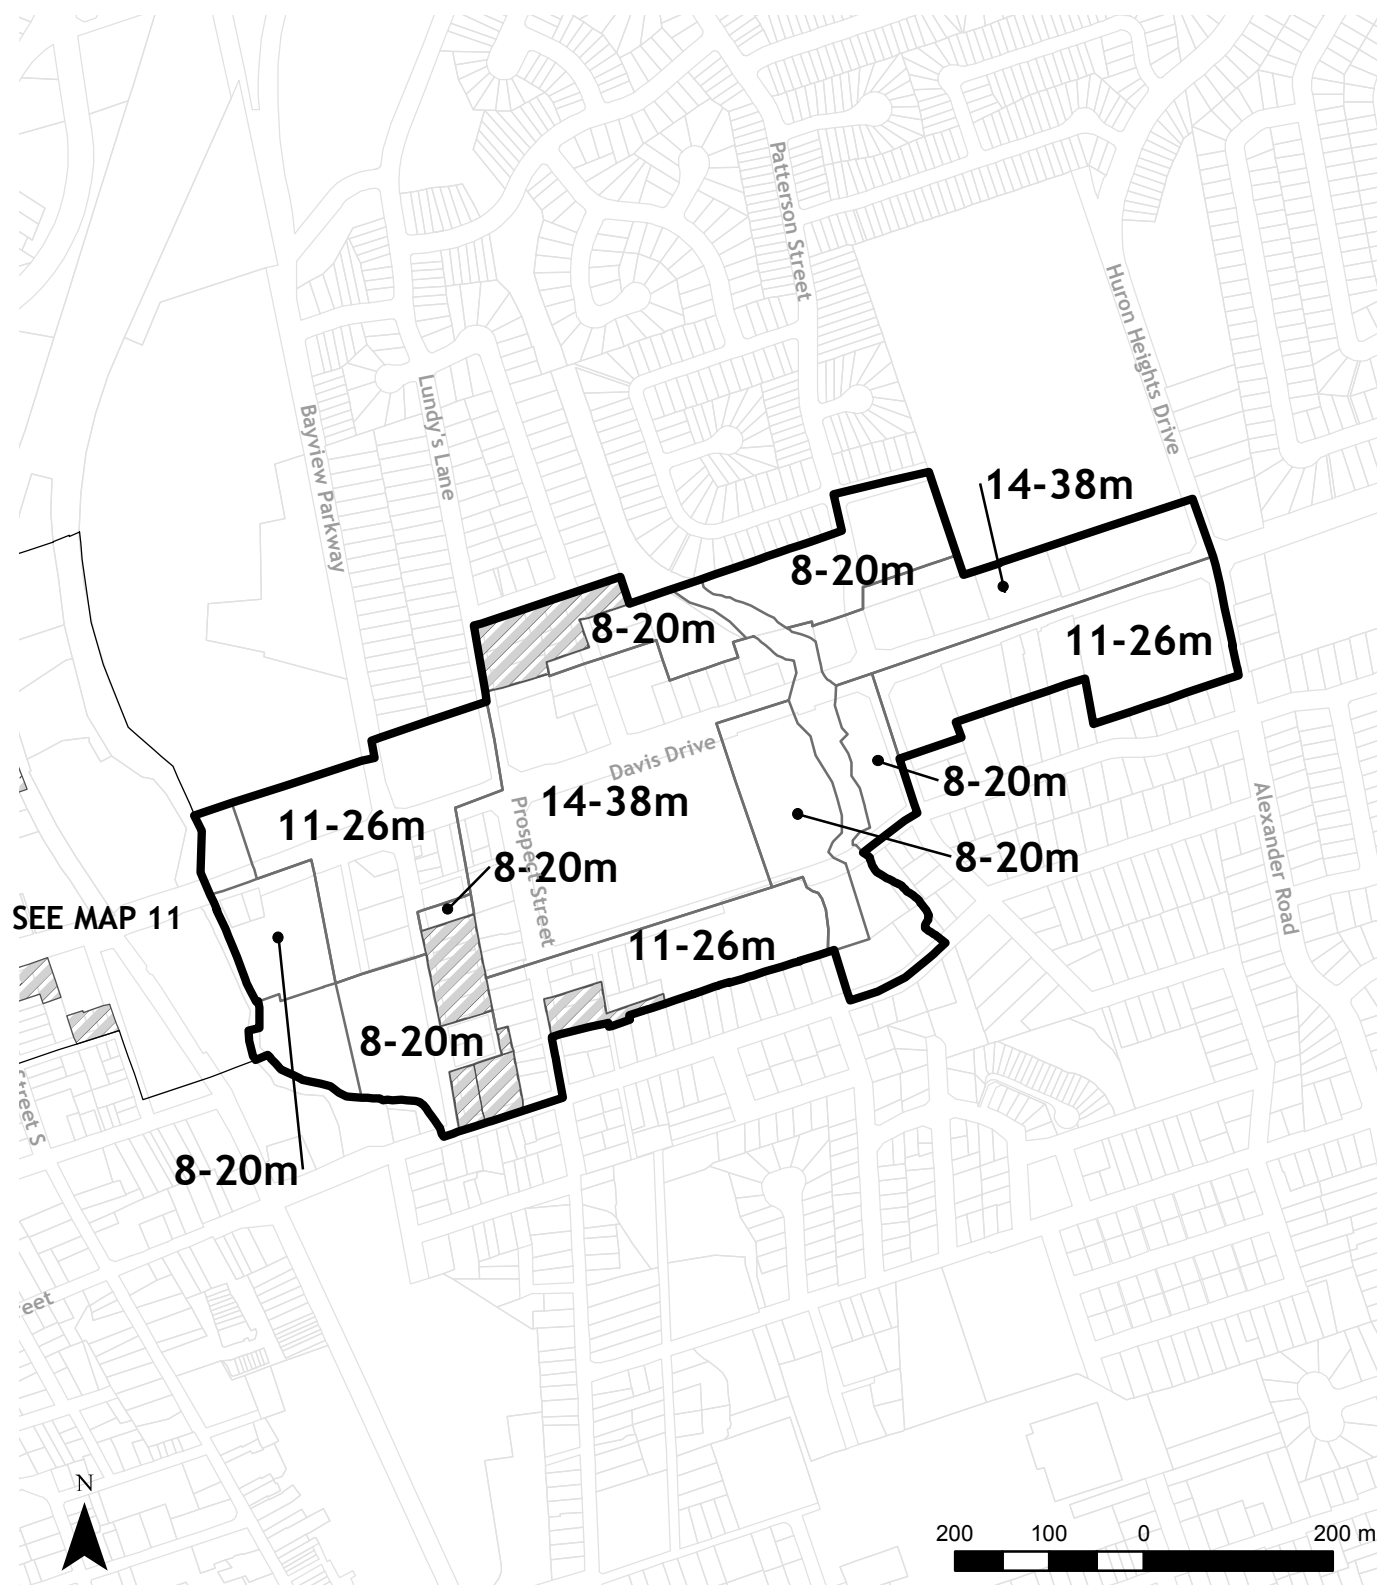 Patterson Street
Huron Heights Drive
Lundy's Lane
Bayview Parkway
14-38m
8-20m
8-20m
11-26m
Davis Drive
8-20m
14-38m
Prospect Street
11-26m
8-20m
8-20m
Alexander Road
SEE MAP 11
11-26m
8-20m
Street S
8-20m
eet
N
200 100 0 200 m